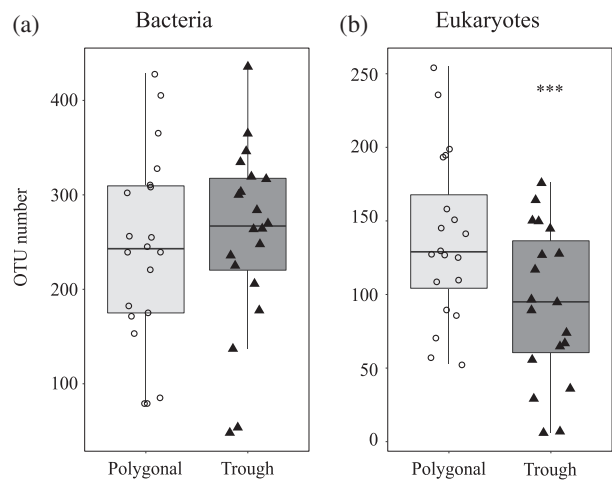 (a) Bacteria
OTU number
400
300
200
100
Polygonal Trough
(b) Eukaryotes
***
250
200
150
100
50
0
Polygonal Trough